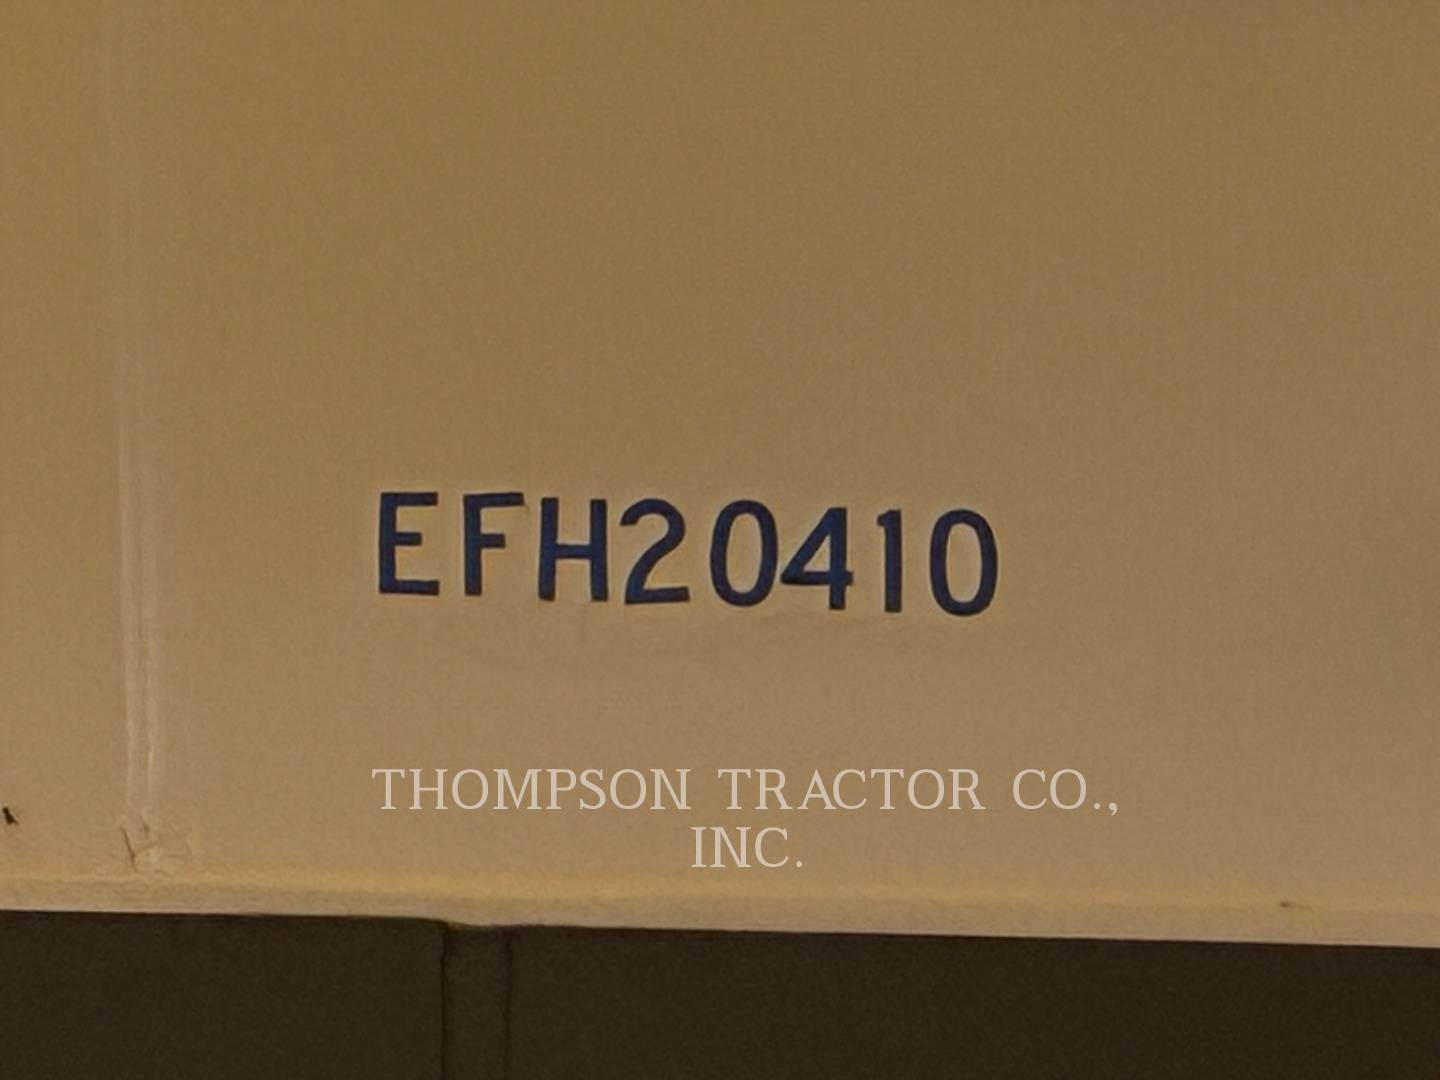 EFH20410
THOMPSON TRACTOR CO.,
INC.